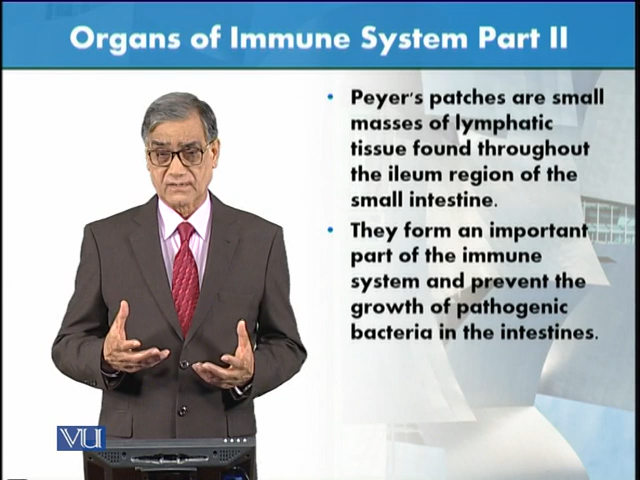 Organs of Immune System Part II
• Peyer's patches are small
masses of lymphatic
tissue found throughout
the ileum region of the
small intestine.
• They form an important
part of the immune
system and prevent the
growth of pathogenic
bacteria in the intestines.
VU